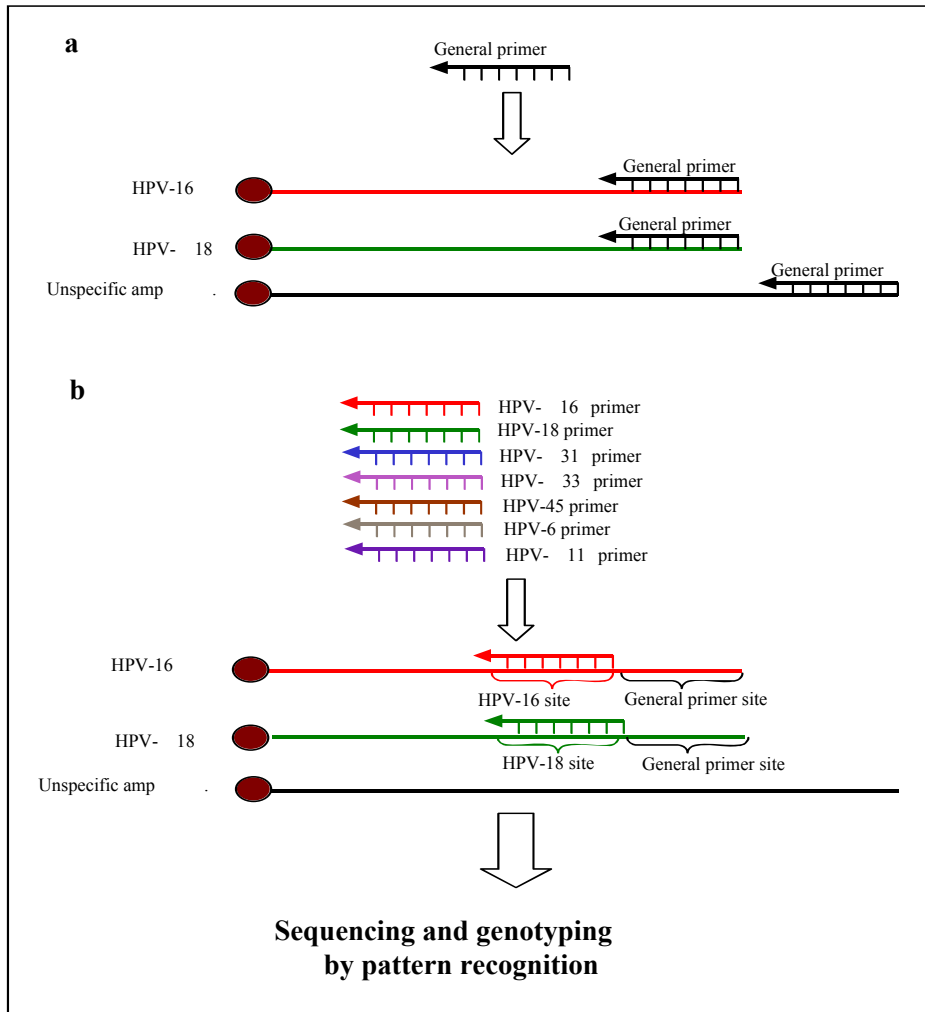 a
General primer
General primer
HPV-16
General primer
HPV- 18
General primer
Unspecific amp .
b
HPV- 16 primer
HPV-18 primer
HPV- 31 primer
HPV- 33 primer
HPV-45 primer
HPV-6 primer
HPV- 11 primer
HPV-16
HPV-16 site General primer site
HPV- 18
HPV-18 site General primer site
Unspecific amp .
Sequencing and genotyping
by pattern recognition